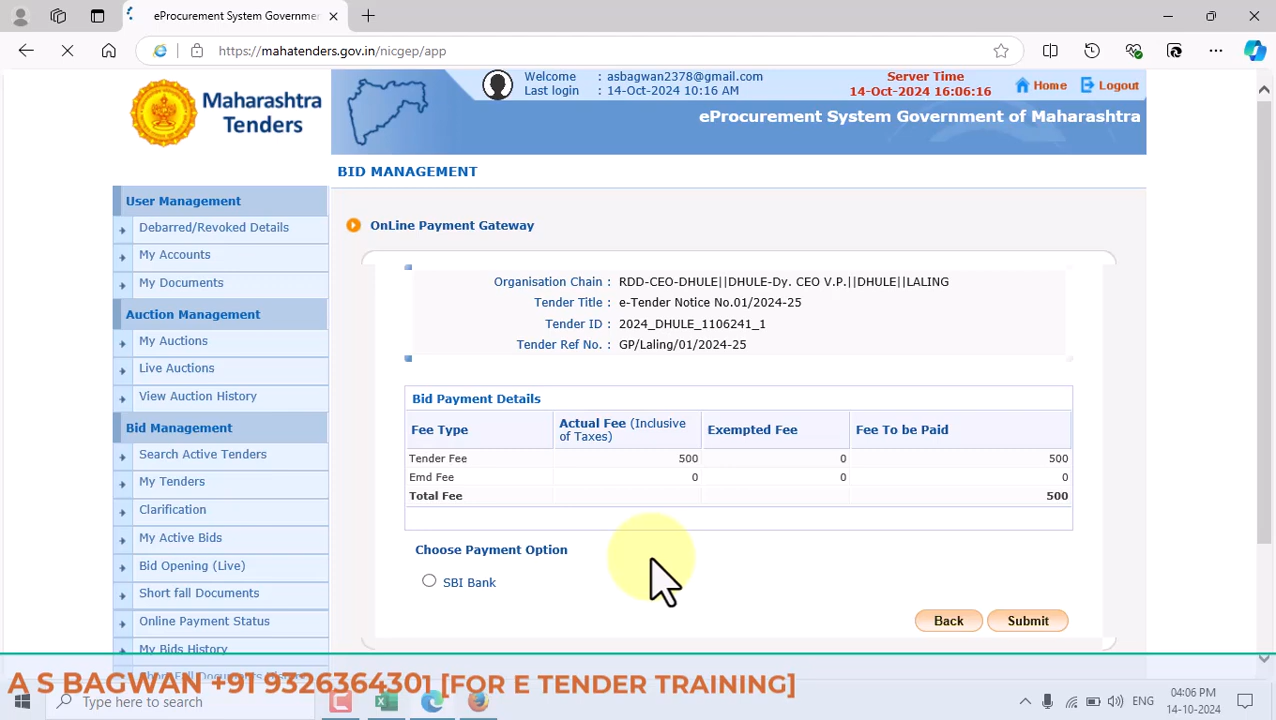 eProcurement System Governmen
https://mahatenders.gov.in/nicgep/app
Maharashtra
Tenders
Welcome : asbagwan2378@gmail.com
Last login : 14-Oct-2024 10:16 AM
Server Time
14-Oct-2024 16:06:16
Home
Logout
eProcurement System Government of Maharashtra
BID MANAGEMENT
User Management
Debarred/Revoked Details
My Accounts
My Documents
Auction Management
My Auctions
Live Auctions
View Auction History
Bid Management
Search Active Tenders
My Tenders
Clarification
My Active Bids
Bid Opening (Live)
Short fall Documents
Online Payment Status
My Bids History
OnLine Payment Gateway
Organisation Chain : RDD-CEO-DHULE||DHULE-Dy. CEO V.P.||DHULE||LALING
Tender Title : e-Tender Notice No.01/2024-25
Tender ID : 2024_DHULE_1106241_1
Tender Ref No. : GP/Laling/01/2024-25
Bid Payment Details
Fee Type Actual Fee (Inclusive of Taxes) Exempted Fee Fee To be Paid
Tender Fee 500 0 500
Emd Fee 0 0 0
Total Fee 500
Choose Payment Option
SBI Bank
Back Submit
A S BAGWAN +91 9326364301 [FOR E TENDER TRAINING]
Type here to search
ENG
04:06 PM
14-10-2024